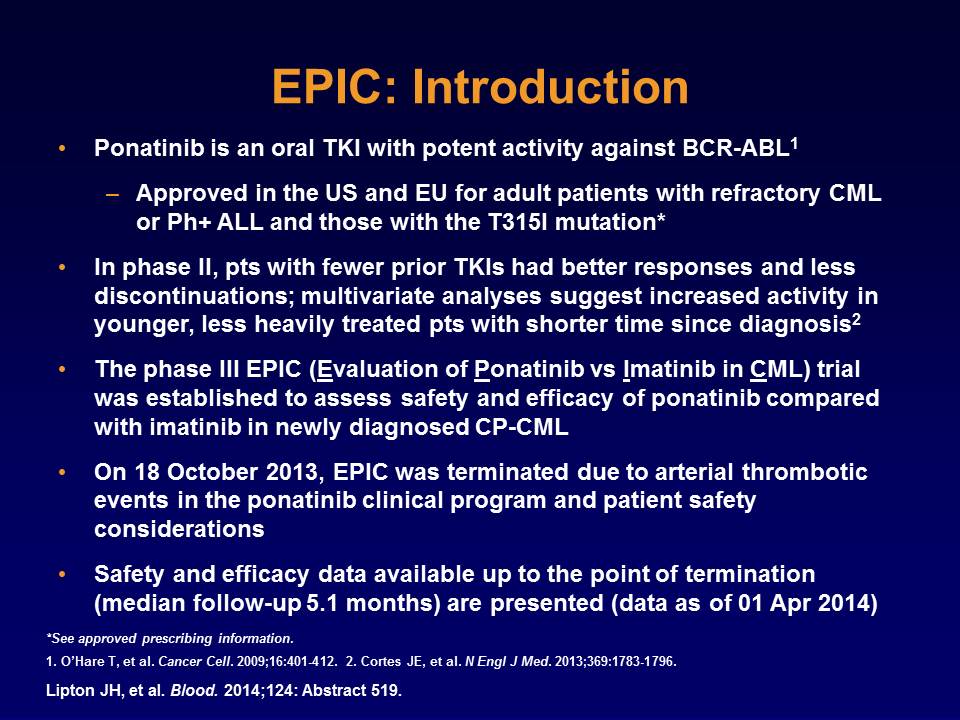 EPIC: Introduction
• Ponatinib is an oral TKI with potent activity against BCR-ABL1
– Approved in the US and EU for adult patients with refractory CML
or Ph+ ALL and those with the T315I mutation*
• In phase II, pts with fewer prior TKIs had better responses and less
discontinuations; multivariate analyses suggest increased activity in
younger, less heavily treated pts with shorter time since diagnosis2
• The phase III EPIC (Evaluation of Ponatinib vs Imatinib in CML) trial
was established to assess safety and efficacy of ponatinib compared
with imatinib in newly diagnosed CP-CML
• On 18 October 2013, EPIC was terminated due to arterial thrombotic
events in the ponatinib clinical program and patient safety
considerations
• Safety and efficacy data available up to the point of termination
(median follow-up 5.1 months) are presented (data as of 01 Apr 2014)
*See approved prescribing information.
1. O’Hare T, et al. Cancer Cell. 2009;16:401-412. 2. Cortes JE, et al. N Engl J Med. 2013;369:1783-1796.
Lipton JH, et al. Blood. 2014;124: Abstract 519.